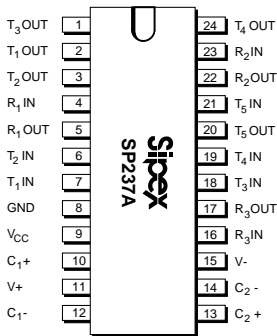 T3OUT 1
T1OUT 2
T2OUT 3
R1IN 4
R1OUT 5
T2IN 6
T1IN 7
GND 8
VCC 9
C1+ 10
V+ 11
C1- 12
Sipex
SP237A
24 T4OUT
23 R2IN
22 R2OUT
21 T5IN
20 T5OUT
19 T4IN
18 T3IN
17 R3OUT
16 R3IN
15 V-
14 C2 -
13 C2 +